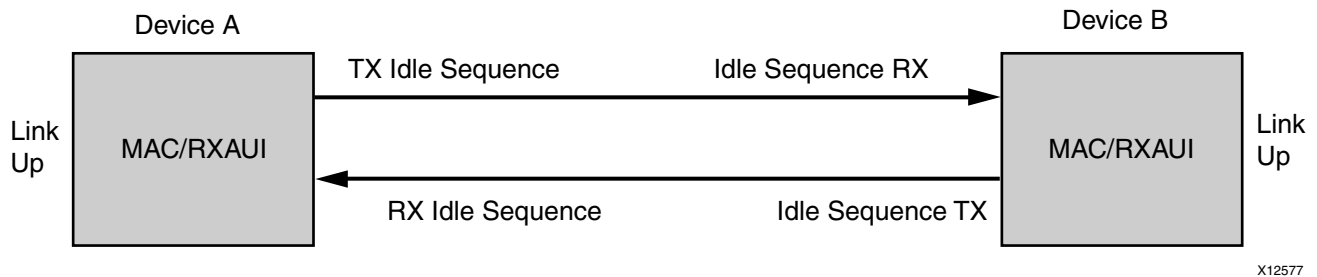 Device A
Device B
TX Idle Sequence
Idle Sequence RX
Link
Up
MAC/RXAUI
MAC/RXAUI
Link
Up
RX Idle Sequence
Idle Sequence TX
X12577